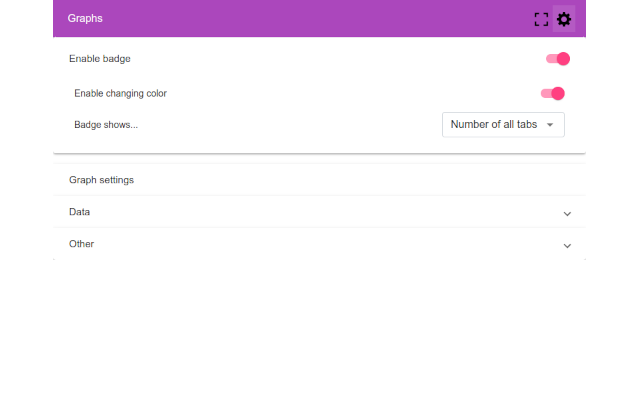 Graphs
Enable badge
Enable changing color
Badge shows...
Number of all tabs
Graph settings
Data
Other